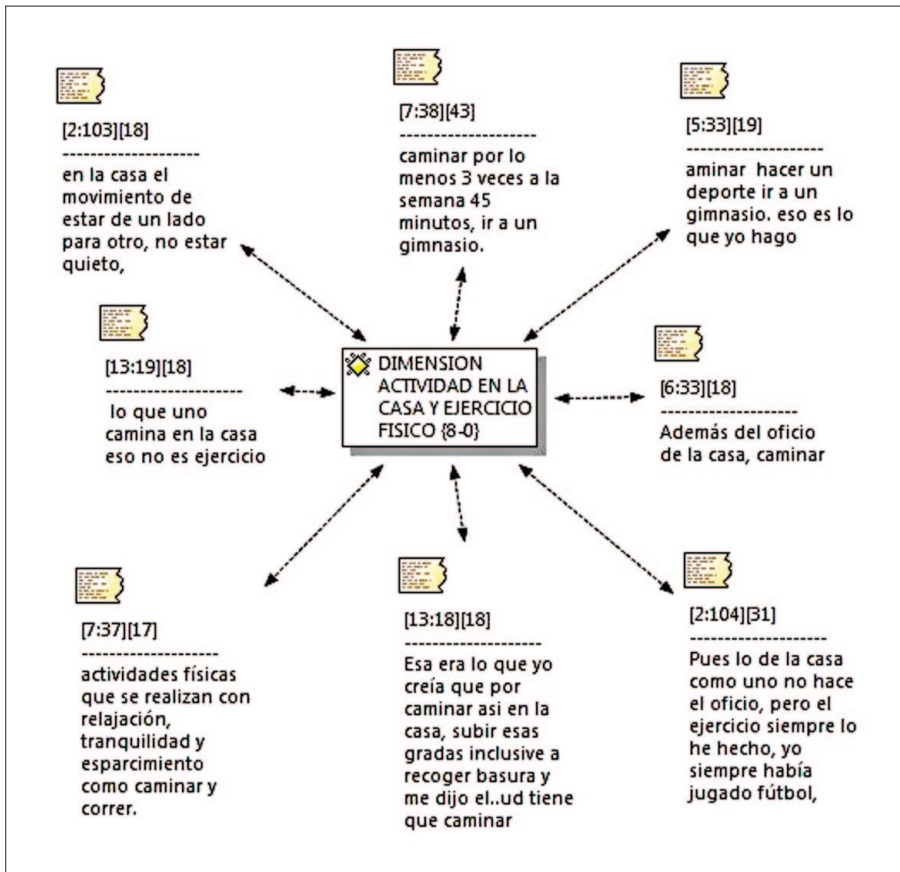 [2:103][18]
--------------------
en la casa el
movimiento de
estar de un lado
para otro, no estar
quieto,
[7:38][43]
--------------------
caminar por lo
menos 3 veces a la
semana 45
minutos, ir a un
gimnasio.
[5:33][19]
--------------------
aminar hacer un
deporte ir a un
gimnasio. eso es lo
que yo hago
[13:19][18]
--------------------
lo que uno
camina en la casa
eso no es ejercicio
DIMENSION
ACTIVIDAD EN LA
CASA Y EJERCICIO
FISICO {8-0}
[6:33][18]
--------------------
Además del oficio
de la casa, caminar
[7:37][17]
--------------------
actividades físicas
que se realizan con
relajación,
tranquilidad y
esparcimiento
como caminar y
correr.
[13:18][18]
--------------------
Esa era lo que yo
creía que por
caminar asi en la
casa, subir esas
gradas inclusive a
recoger basura y
me dijo el..ud tiene
que caminar
[2:104][31]
--------------------
Pues lo de la casa
como uno no hace
el oficio, pero el
ejercicio siempre lo
he hecho, yo
siempre había
jugado fútbol,